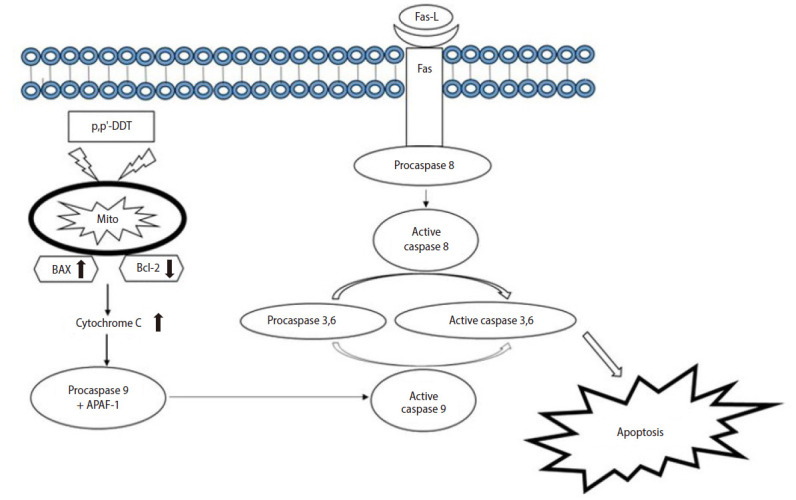 Fas-L
Fas
p,p'-DDT
Procaspase 8
Mito
Active
caspase 8
BAX
Bcl-2
Cytochrome C
Procaspase 3,6
Active caspase 3,6
Procaspase 9
+ APAF-1
Active
caspase 9
Apoptosis